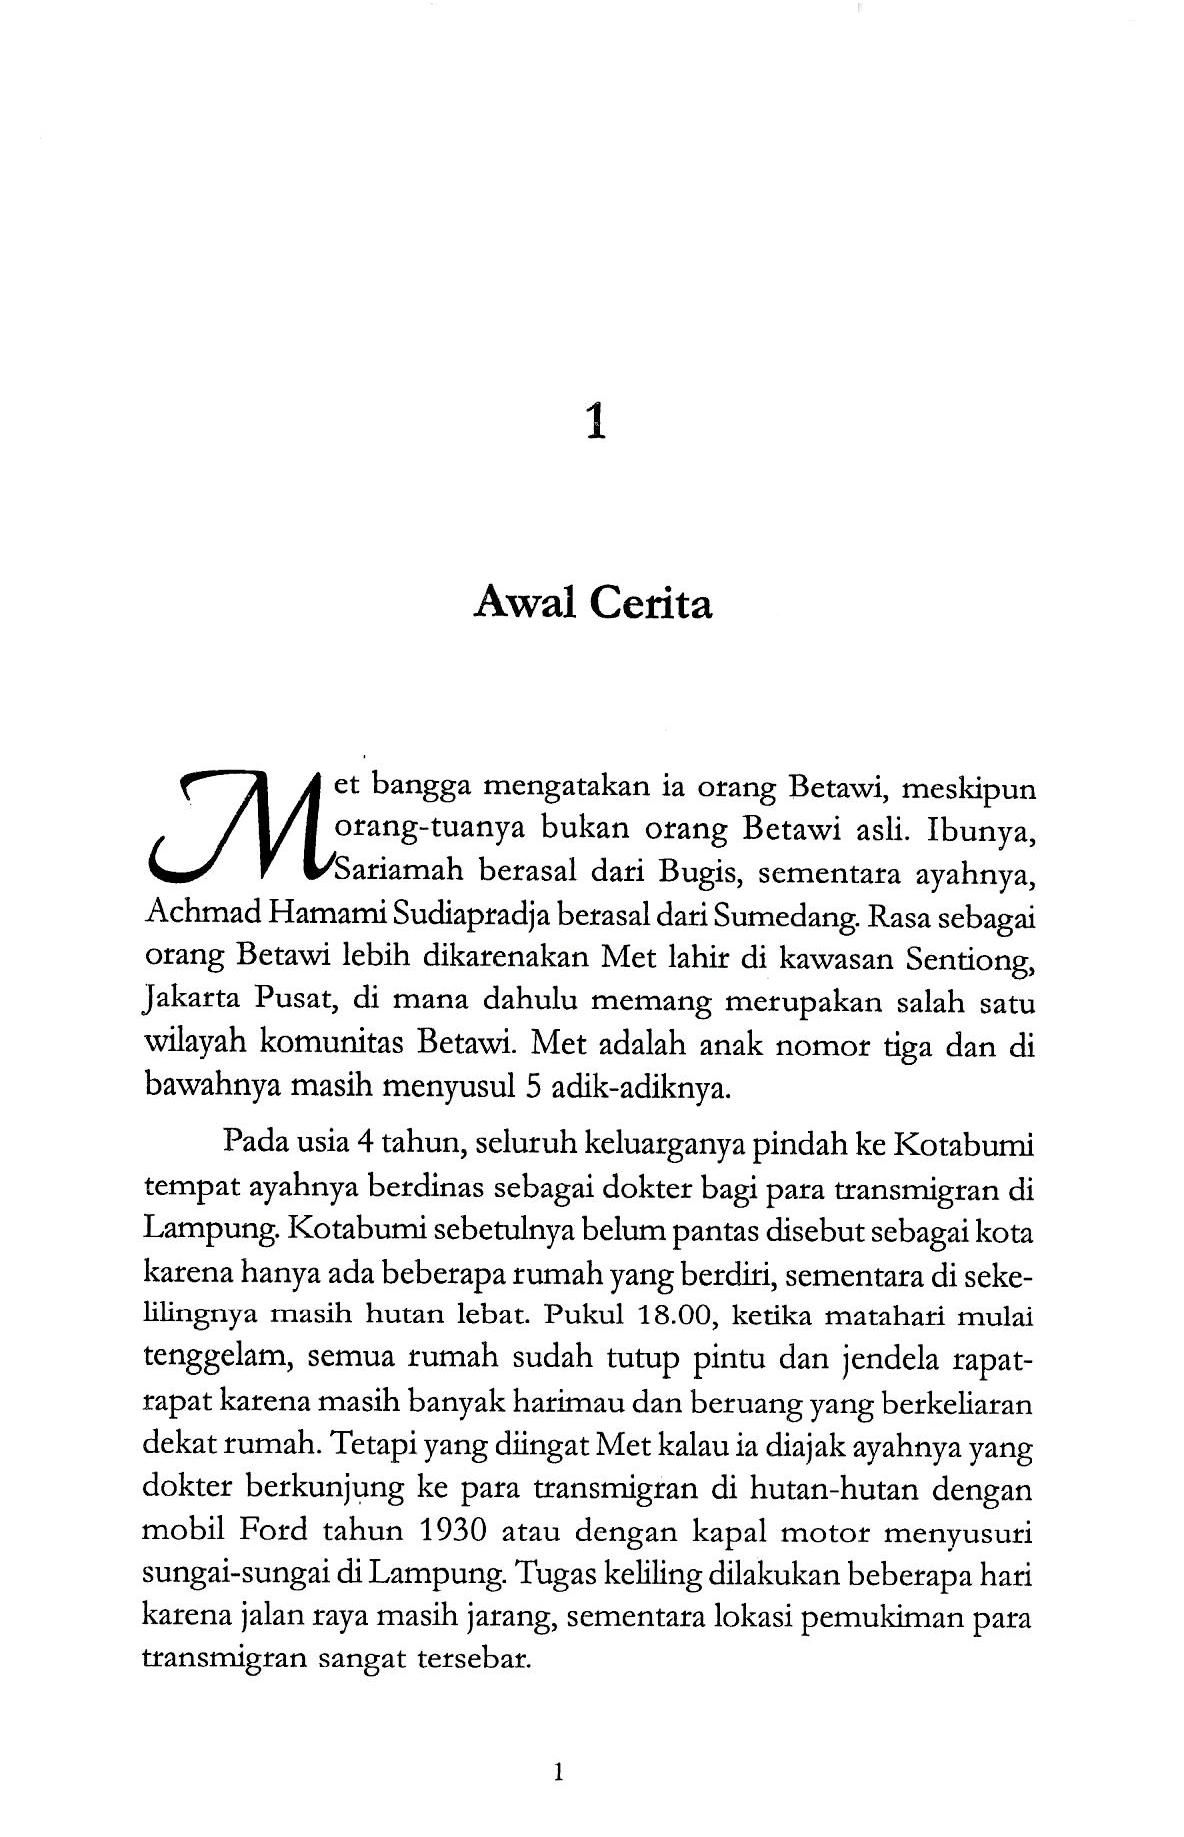 1
Awal Cerita
Met bangga mengatakan ia orang Betawi, meskipun
orang-tuanya bukan orang Betawi asli. Ibunya,
Sariamah berasal dari Bugis, sementara ayahnya,
Achmad Hamami Sudiapradja berasal dari Sumedang. Rasa sebagai
orang Betawi lebih dikarenakan Met lahir di kawasan Sentiong,
Jakarta Pusat, di mana dahulu memang merupakan salah satu
wilayah komunitas Betawi. Met adalah anak nomor tiga dan di
bawahnya masih menyusul 5 adik-adiknya.
Pada usia 4 tahun, seluruh keluarganya pindah ke Kotabumi
tempat ayahnya berdinas sebagai dokter bagi para transmigran di
Lampung. Kotabumi sebetulnya belum pantas disebut sebagai kota
karena hanya ada beberapa rumah yang berdiri, sementara di seke-
lilingnya masih hutan lebat. Pukul 18.00, ketika matahari mulai
tenggelam, semua rumah sudah tutup pintu dan jendela rapat-
rapat karena masih banyak harimau dan beruang yang berkeliaran
dekat rumah. Tetapi yang diingat Met kalau ia diajak ayahnya yang
dokter berkunjung ke para transmigran di hutan-hutan dengan
mobil Ford tahun 1930 atau dengan kapal motor menyusuri
sungai-sungai di Lampung. Tugas keliling dilakukan beberapa hari
karena jalan raya masih jarang, sementara lokasi pemukiman para
transmigran sangat tersebar.
1